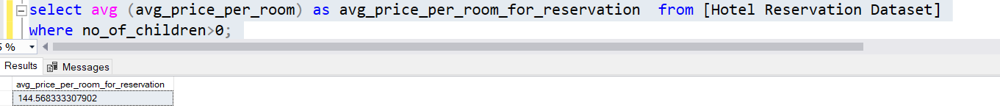 select avg (avg_price_per_room) as avg_price_per_room_for_reservation  from [Hotel Reservation Dataset]
where no_of_children>0;
5 %
Results Messages
avg_price_per_room_for_reservation
144.568333307902